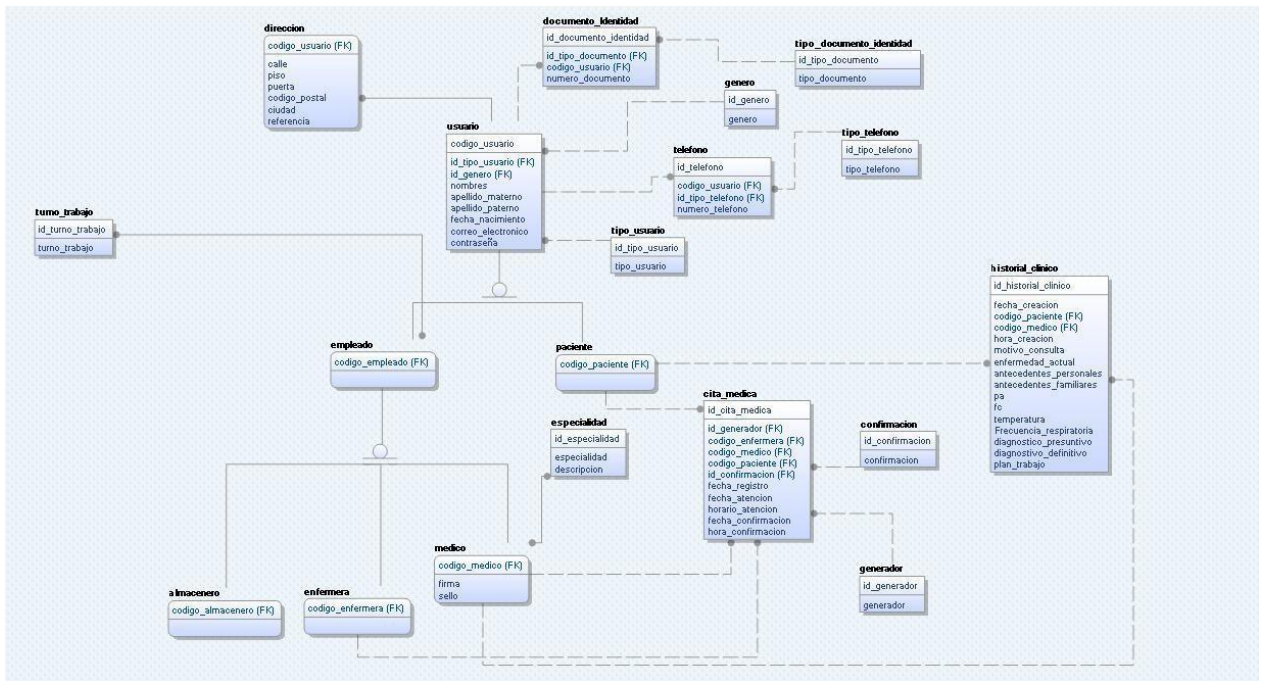 direccion
codigo_usuario (FK)
calle
piso
puerta
codigo_postal
ciudad
referencia
documento_Identidad
id_documento_identidad
id_tipo_documento (FK)
codigo_usuario (FK)
numero_documento
tipo_documento_identidad
id_tipo_documento
tipo_documento
genero
id_genero
genero
usuario
codigo_usuario
id_tipo_usuario (FK)
id_genero (FK)
nombres
apellido_materno
apellido_paterno
fecha_nacimiento
correo_electronico
contraseña
telefono
id_telefono
codigo_usuario (FK)
id_tipo_telefono (FK)
numero_telefono
tipo_telefono
id_tipo_telefono
tipo_telefono
turno_trabajo
id_turno_trabajo
turno_trabajo
tipo_usuario
id_tipo_usuario
tipo_usuario
historial_clinico
id_historial_clinico
fecha_creacion
codigo_paciente (FK)
codigo_medico (FK)
hora_creacion
motivo_consulta
enfermedad_actual
antecedentes_personales
antecedentes_familiares
pa
fc
temperatura
Frecuencia_respiratoria
diagnostico_presuntivo
diagnostivo_definitivo
plan_trabajo
empleado
codigo_empleado (FK)
paciente
codigo_paciente (FK)
cita_medica
id_cita_medica
id_generador (FK)
codigo_enfermera (FK)
codigo_medico (FK)
codigo_paciente (FK)
id_confirmacion (FK)
fecha_registro
fecha_atencion
horario_atencion
fecha_confirmacion
hora_confirmacion
especialidad
id_especialidad
especialidad
descripcion
confirmacion
id_confirmacion
confirmacion
medico
codigo_medico (FK)
firma
sello
generador
id_generador
generador
almacenero
codigo_almacenero (FK)
enfermera
codigo_enfermera (FK)